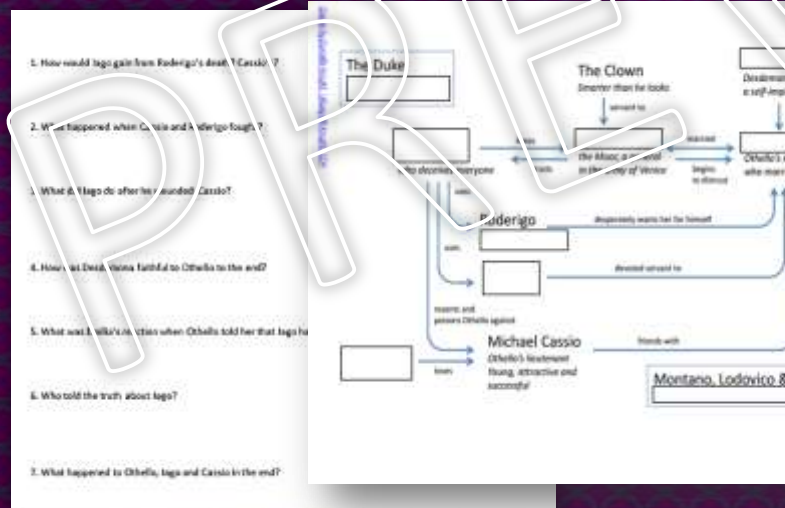 1. How would Iago gain from Roderigo's death? Cassio's?
2. What happened when Cassio and Roderigo fought?
3. What did Iago do after he wounded Cassio?
4. How was Desdemona faithful to Othello to the end?
5. What was Emilia's reaction when Othello told her that Iago
6. Who told the truth about Iago?
7. What happened to Othello, Iago and Cassio in the end?
The Duke
The Clown
Smarter than he looks
servant to
who deceives everyone
married
the Moor, a general
in the army of Venice
begins
to distrust
who
uses
Roderigo
desperately wants her for himself
uses
devoted servant to
resents and
poisons Othello against
Michael Cassio
Othello's lieutenant
Young, attractive and
successful
friends with
loves
Montano, Lodovico &
PRE